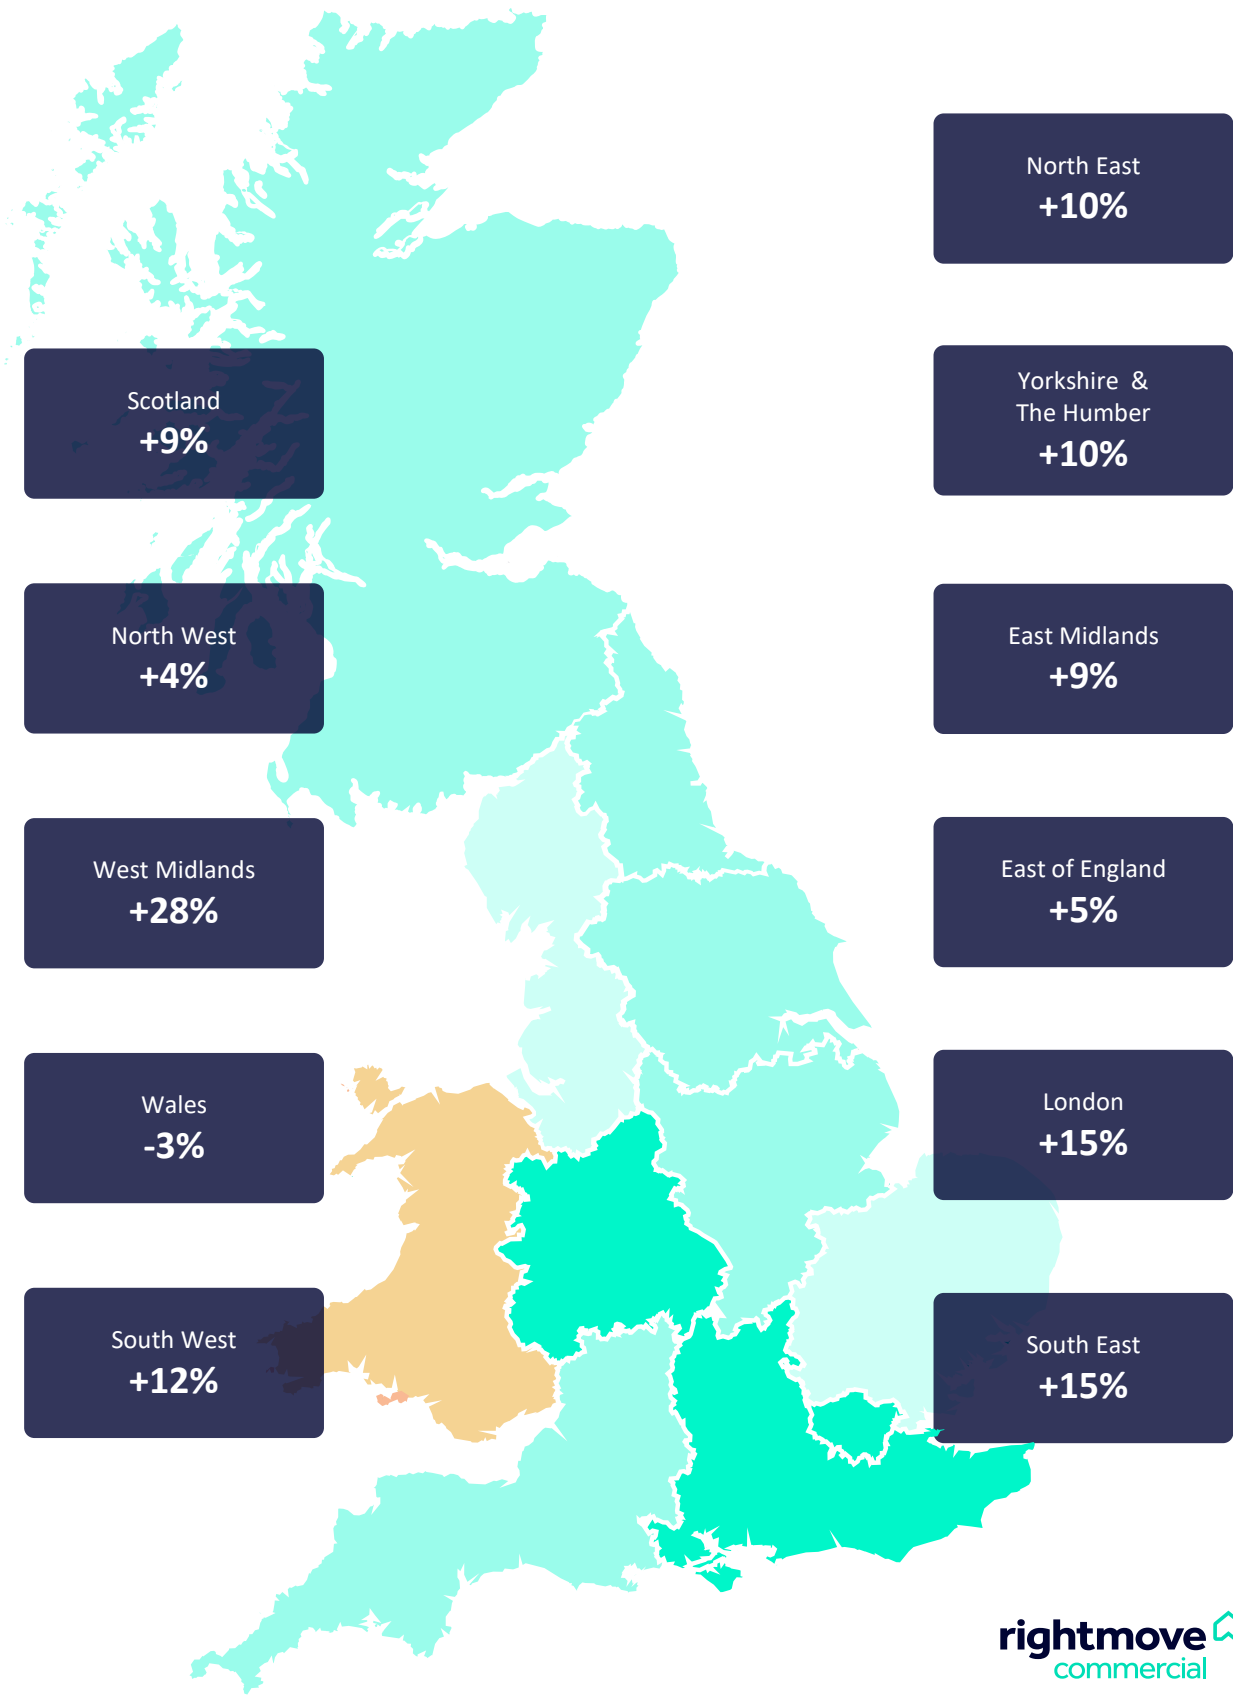 North East
+10%
Scotland
+9%
Yorkshire &
The Humber
+10%
North West
+4%
East Midlands
+9%
West Midlands
+28%
East of England
+5%
Wales
-3%
London
+15%
South West
+12%
South East
+15%
rightmove
commercial